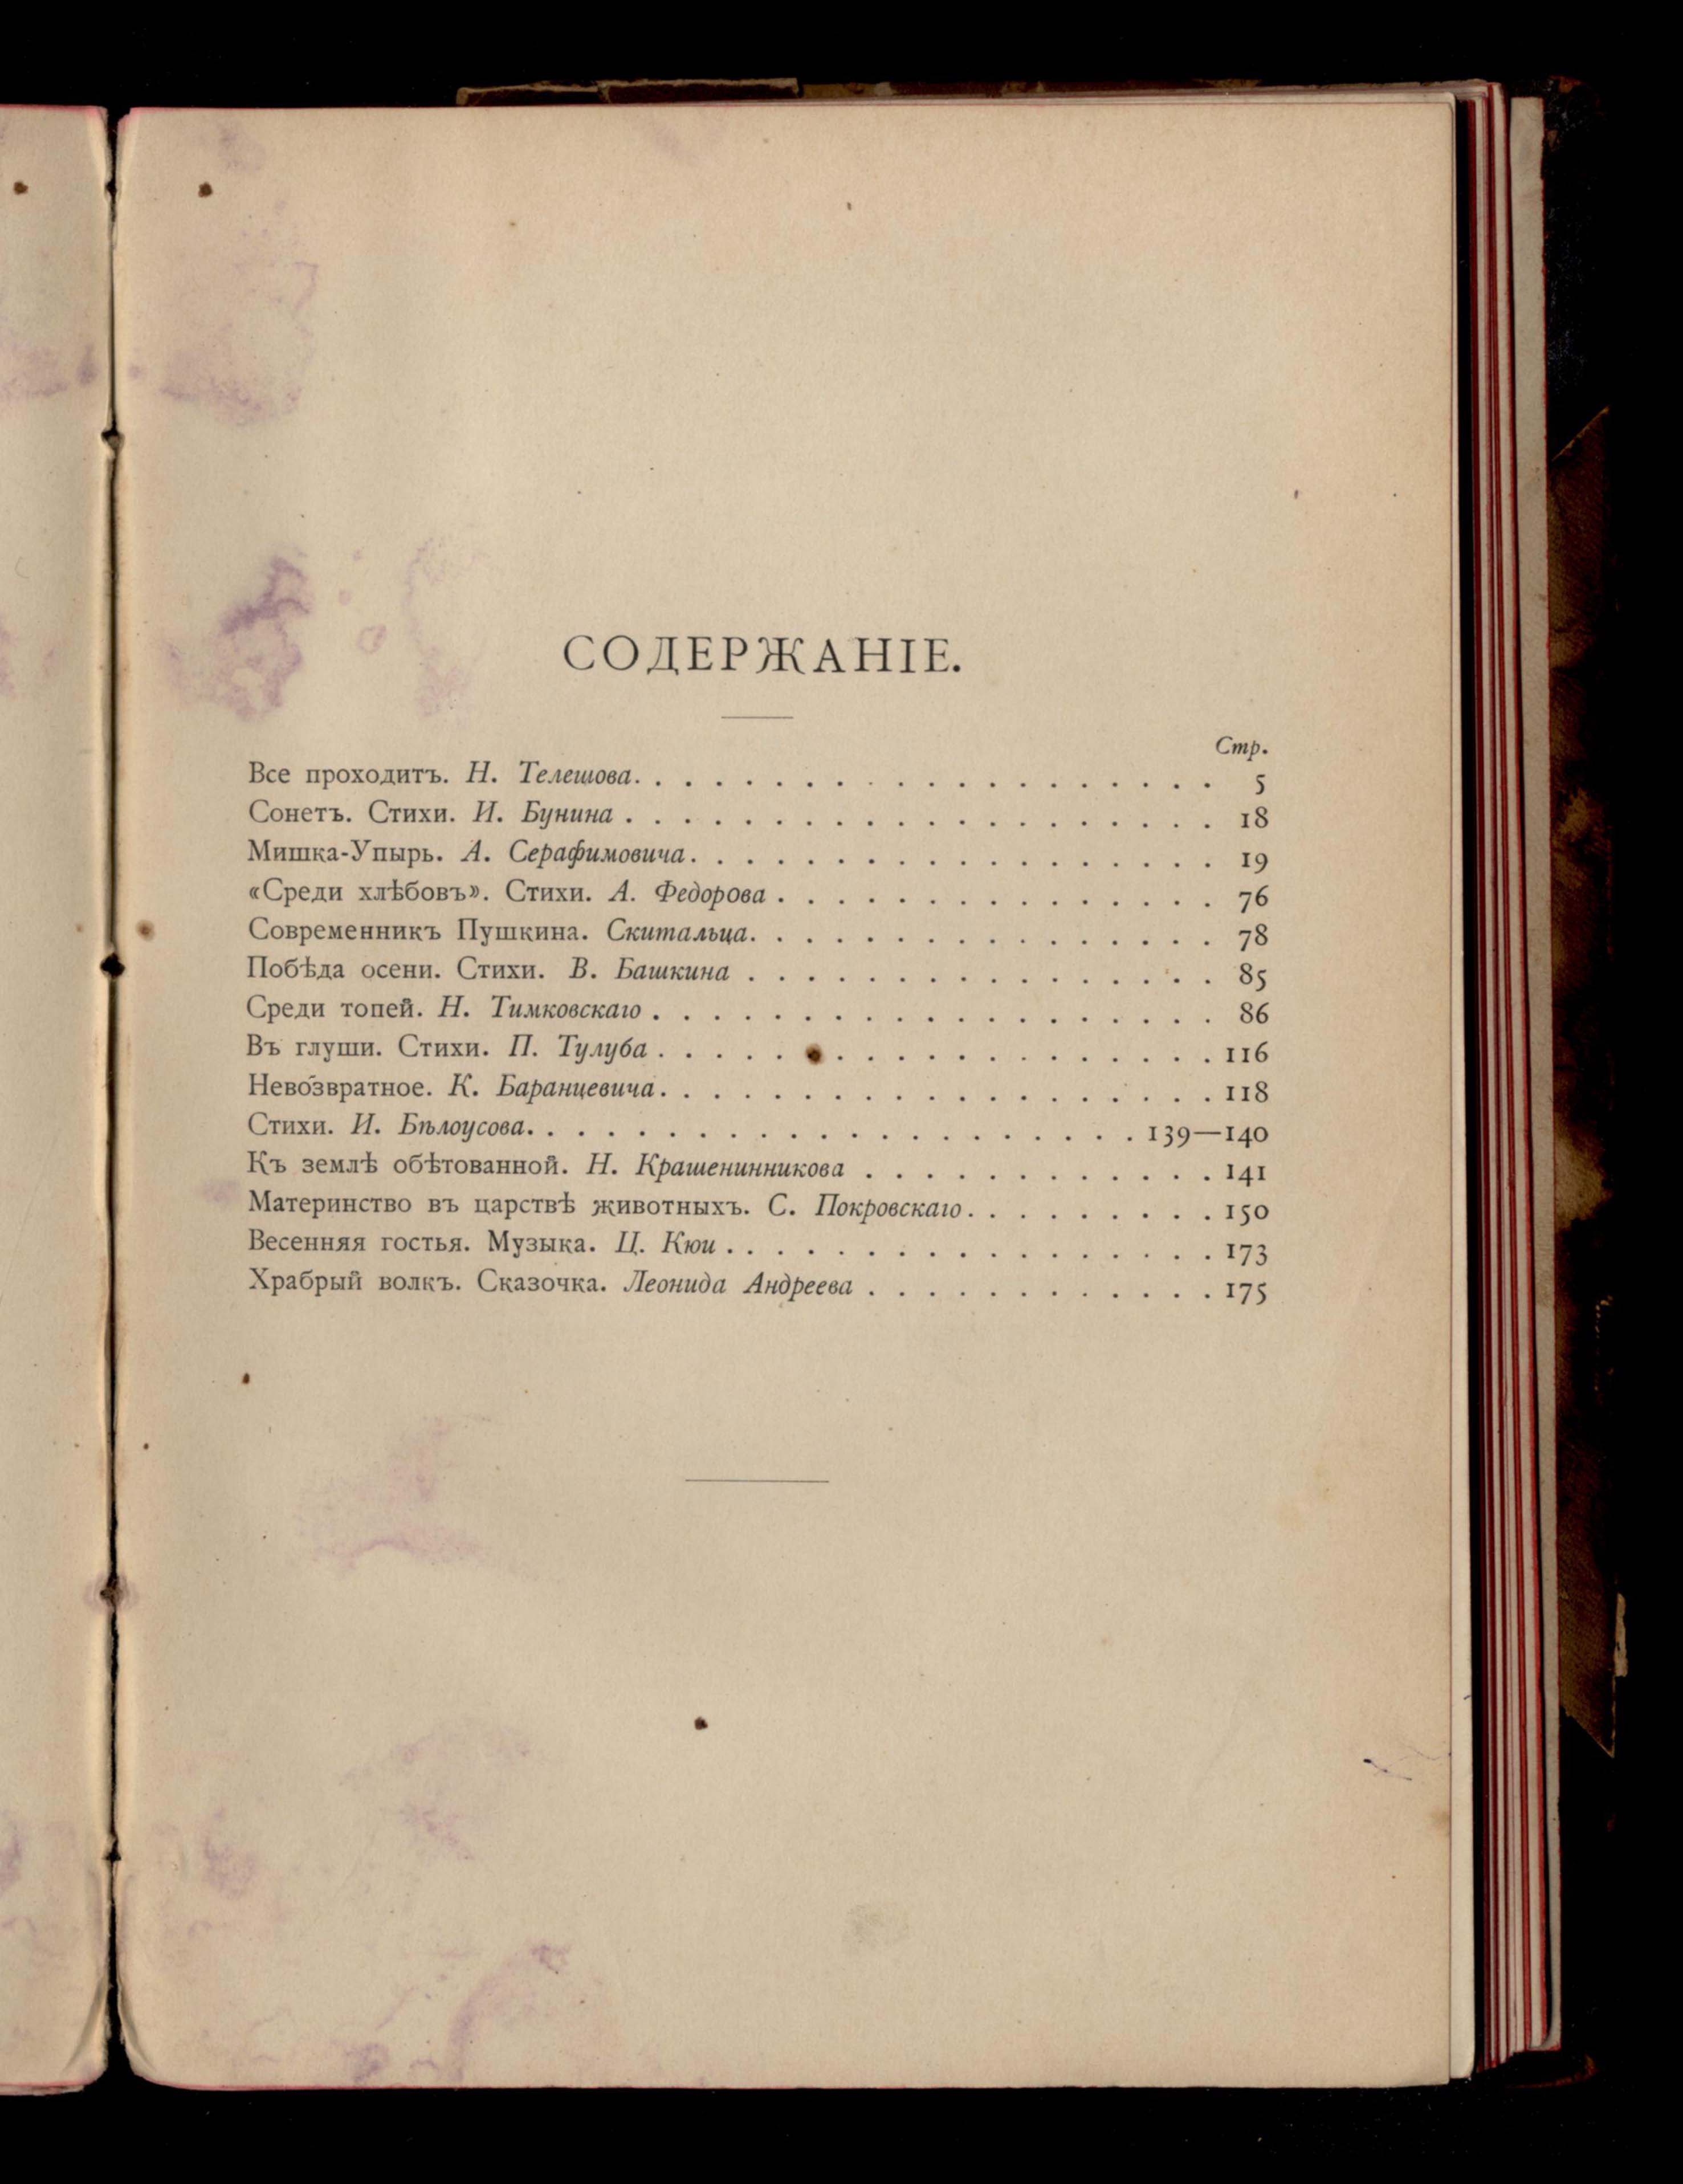 СОДЕРЖАНІЕ.
Стр.
Все проходитъ. Н. Телешова. . . . . . . . . . . . . . . . . . . . 5
Сонетъ. Стихи. И. Бунина . . . . . . . . . . . . . . . . . . . . 18
Мишка-Упырь. А. Серафимовича. . . . . . . . . . . . . . . . . . 19
«Среди хлѣбовъ». Стихи. А. Федорова . . . . . . . . . . . . . . . 76
Современникъ Пушкина. Скитальца. . . . . . . . . . . . . . . . 78
Побѣда осени. Стихи. В. Башкина . . . . . . . . . . . . . . . . 85
Среди топей. Н. Тимковскаго . . . . . . . . . . . . . . . . . . . 86
Въ глуши. Стихи. П. Тулуба . . . . . . . . . . . . . . . . . . . 116
Невозвратное. К. Баранцевича. . . . . . . . . . . . . . . . . . . 118
Стихи. И. Бѣлоусова. . . . . . . . . . . . . . . . . . . . . 139—140
Къ землѣ обѣтованной. Н. Крашенинникова . . . . . . . . . . . . 141
Материнство въ царствѣ животныхъ. С. Покровскаго. . . . . . . . . 150
Весенняя гостья. Музыка. Ц. Кюи . . . . . . . . . . . . . . . . . 173
Храбрый волкъ. Сказочка. Леонида Андреева . . . . . . . . . . . . 175